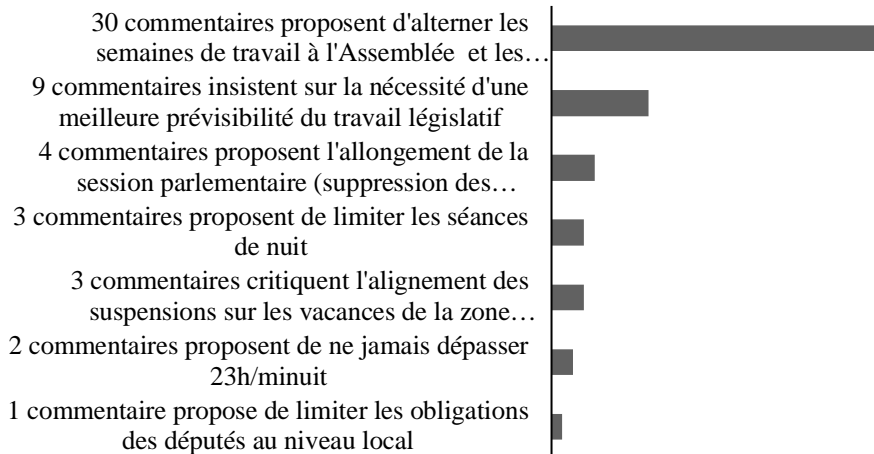 30 commentaires proposent d'alterner les
semaines de travail à l'Assemblée et les…
9 commentaires insistent sur la nécessité d'une
meilleure prévisibilité du travail législatif
4 commentaires proposent l'allongement de la
session parlementaire (suppression des…
3 commentaires proposent de limiter les séances
de nuit
3 commentaires critiquent l'alignement des
suspensions sur les vacances de la zone…
2 commentaires proposent de ne jamais dépasser
23h/minuit
1 commentaire propose de limiter les obligations
des députés au niveau local